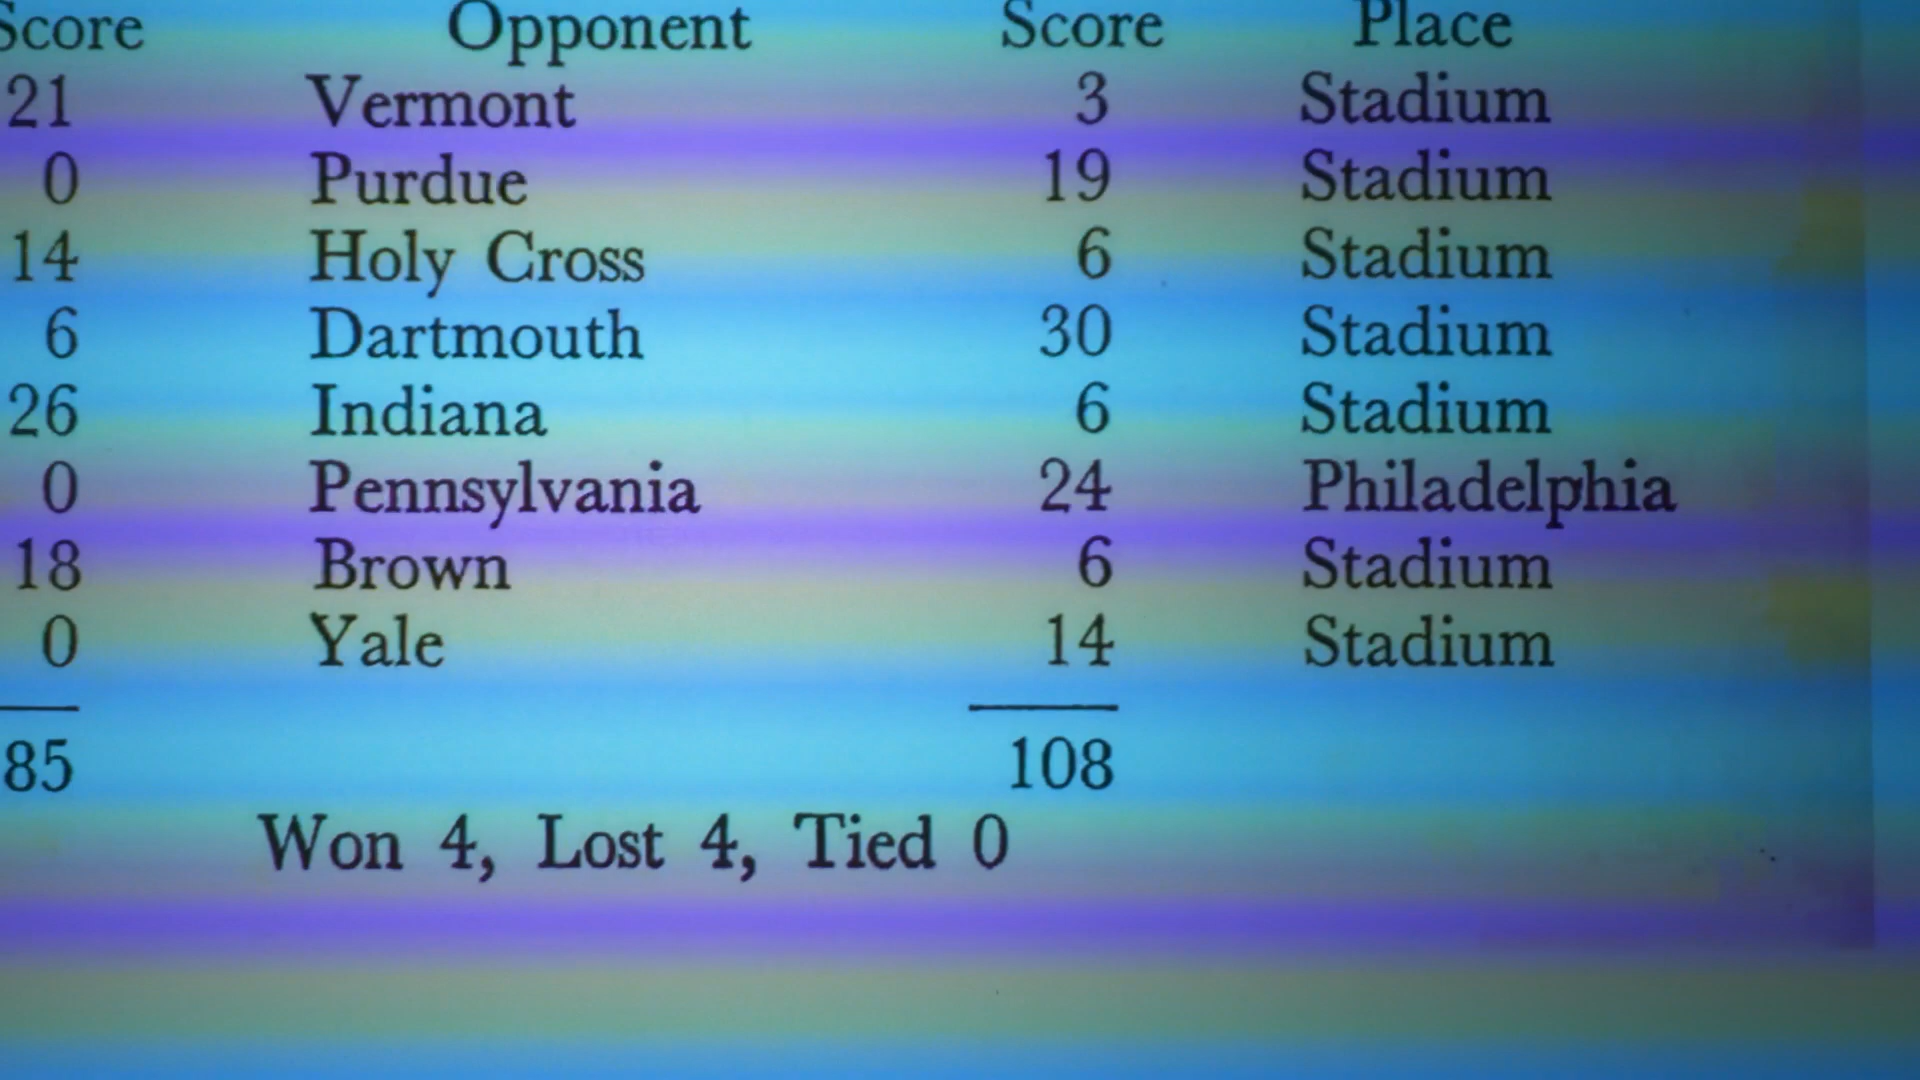 Score Opponent Score Place
21 Vermont 3 Stadium
0 Purdue 19 Stadium
14 Holy Cross 6 Stadium
6 Dartmouth 30 Stadium
26 Indiana 6 Stadium
0 Pennsylvania 24 Philadelphia
18 Brown 6 Stadium
0 Yale 14 Stadium
85 108
Won 4, Lost 4, Tied 0